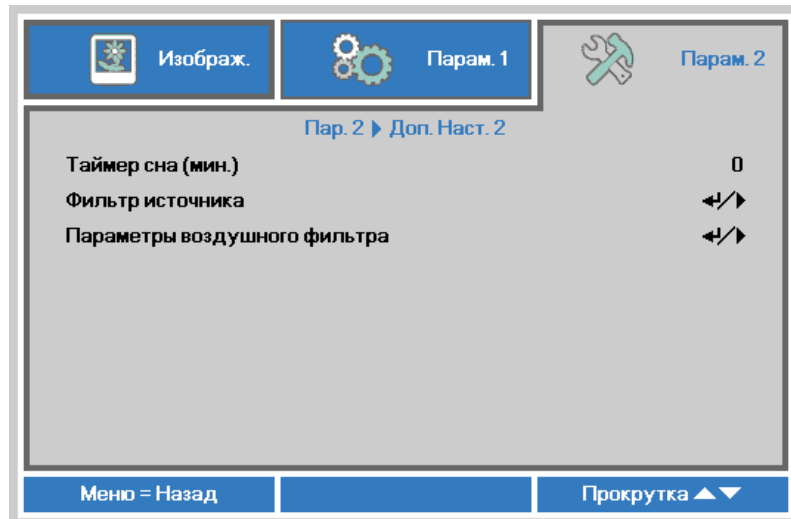 Изображ.
Парам. 1
Парам. 2
Пар. 2 Доп. Наст. 2
Таймер сна (мин.) 0
Фильтр источника
Параметры воздушного фильтра
Меню = Назад
Прокрутка